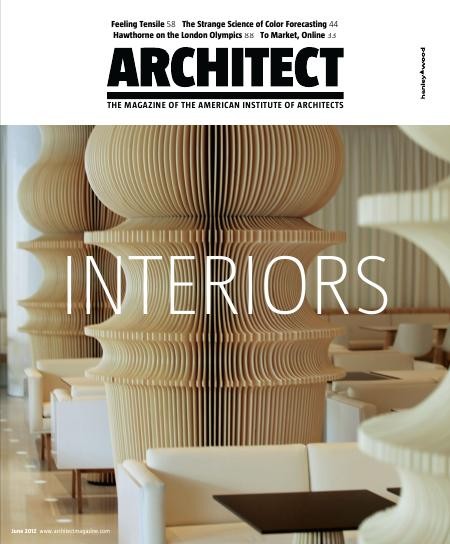 Feeling Tensile 58 The Strange Science of Color Forecasting 44
Hawthorne on the London Olympics 88 To Market, Online 33
ARCHITECT
THE MAGAZINE OF THE AMERICAN INSTITUTE OF ARCHITECTS
hanley wood
INTERIORS
June 2012 www.architectmagazine.com